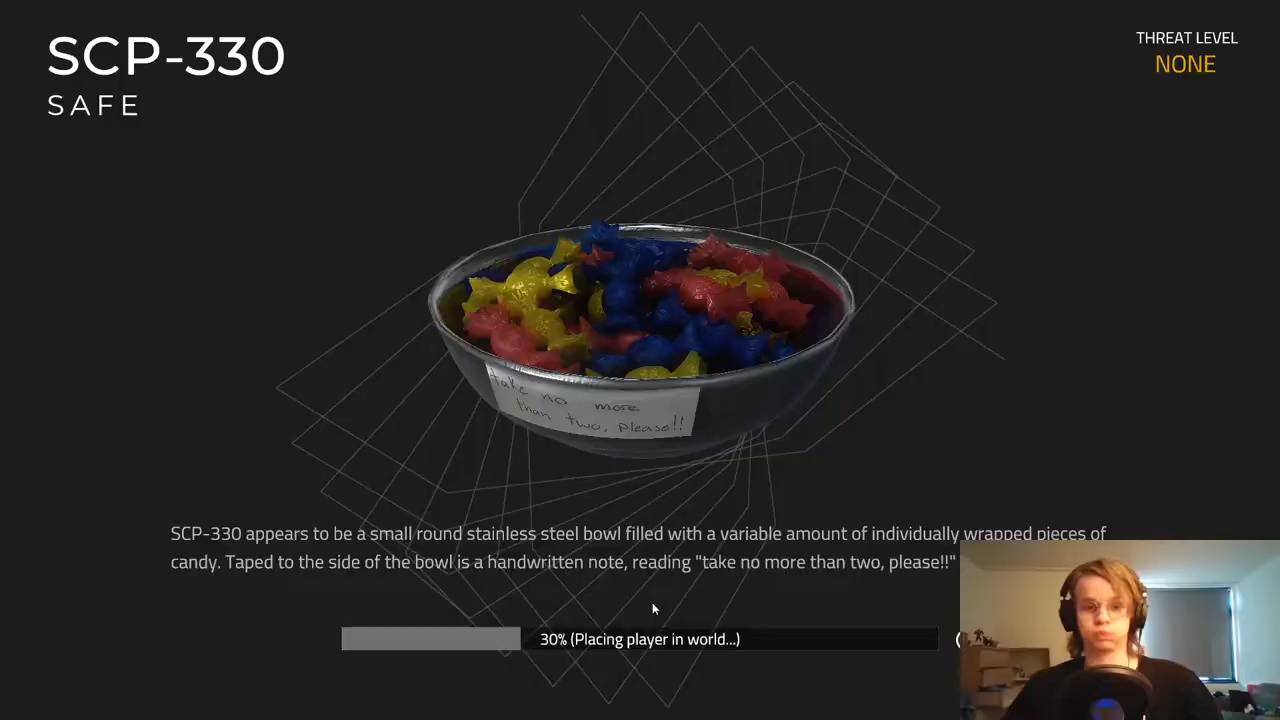 SCP-330
SAFE
THREAT LEVEL
NONE
take no more
than two, please!!
SCP-330 appears to be a small round stainless steel bowl filled with a variable amount of individually wrapped pieces of
candy. Taped to the side of the bowl is a handwritten note, reading "take no more than two, please!!"
30% (Placing player in world...)